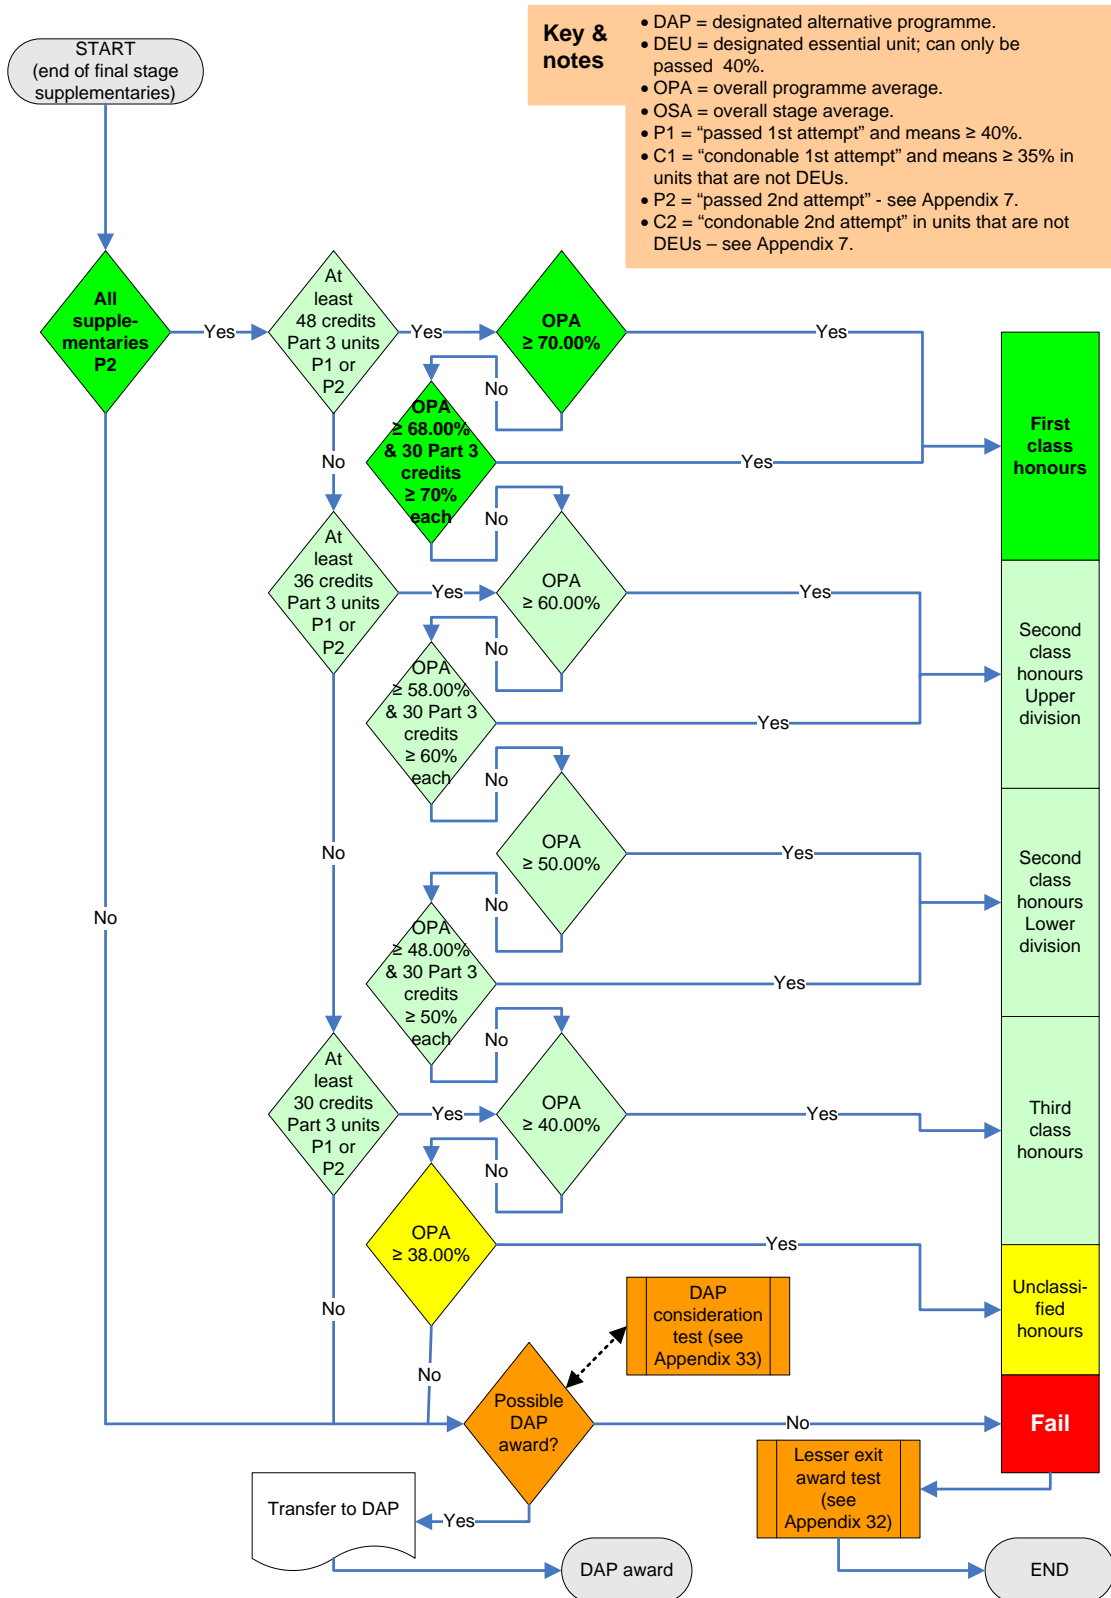 Key &
notes
• DAP = designated alternative programme.
• DEU = designated essential unit; can only be
passed  40%.
• OPA = overall programme average.
• OSA = overall stage average.
• P1 = “passed 1st attempt” and means ≥ 40%.
• C1 = “condonable 1st attempt” and means ≥ 35% in
units that are not DEUs.
• P2 = “passed 2nd attempt” - see Appendix 7.
• C2 = “condonable 2nd attempt” in units that are not
DEUs – see Appendix 7.
START
(end of final stage
supplementaries)
All
supple-
mentaries
P2
Yes
At
least
48 credits
Part 3 units
P1 or
P2
Yes
OPA
≥ 70.00%
Yes
No
OPA
≥ 68.00%
& 30 Part 3
credits
≥ 70%
each
Yes
First
class
honours
No
No
At
least
36 credits
Part 3 units
P1 or
P2
Yes
OPA
≥ 60.00%
Yes
No
OPA
≥ 58.00%
& 30 Part 3
credits
≥ 60%
each
Yes
Second
class
honours
Upper
division
No
No
OPA
≥ 50.00%
Yes
No
OPA
≥ 48.00%
& 30 Part 3
credits
≥ 50%
each
Yes
Second
class
honours
Lower
division
No
No
At
least
30 credits
Part 3 units
P1 or
P2
Yes
OPA
≥ 40.00%
Yes
Third
class
honours
No
OPA
≥ 38.00%
Yes
Unclassi-
fied
honours
No
No
DAP
consideration
test (see
Appendix 33)
Possible
DAP
award?
No
Fail
Yes
Transfer to DAP
DAP award
Lesser exit
award test
(see
Appendix 32)
END